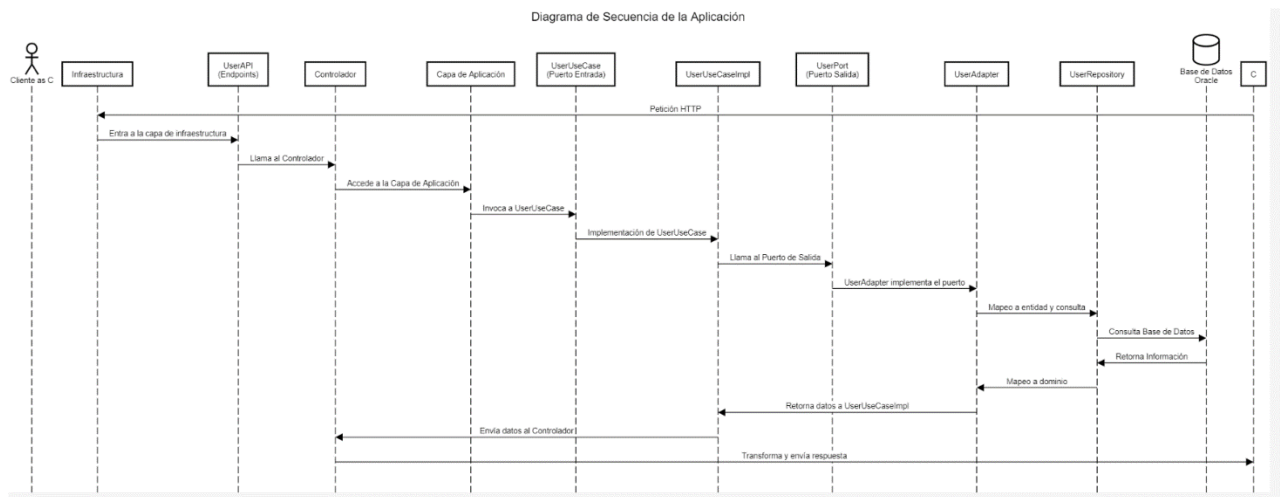 Diagrama de Secuencia de la Aplicación
Cliente as C
Infraestructura
UserAPI
(Endpoints)
Controlador
Capa de Aplicación
UserUseCase
(Puerto Entrada)
UserUseCaseImpl
UserPort
(Puerto Salida)
UserAdapter
UserRepository
Base de Datos
Oracle
C
Petición HTTP
Entra a la capa de infraestructura
Llama al Controlador
Accede a la Capa de Aplicación
Invoca a UserUseCase
Implementación de UserUseCase
Llama al Puerto de Salida
UserAdapter implementa el puerto
Mapeo a entidad y consulta
Consulta Base de Datos
Retorna Información
Mapeo a dominio
Retorna datos a UserUseCaseImpl
Envía datos al Controlador
Transforma y envía respuesta